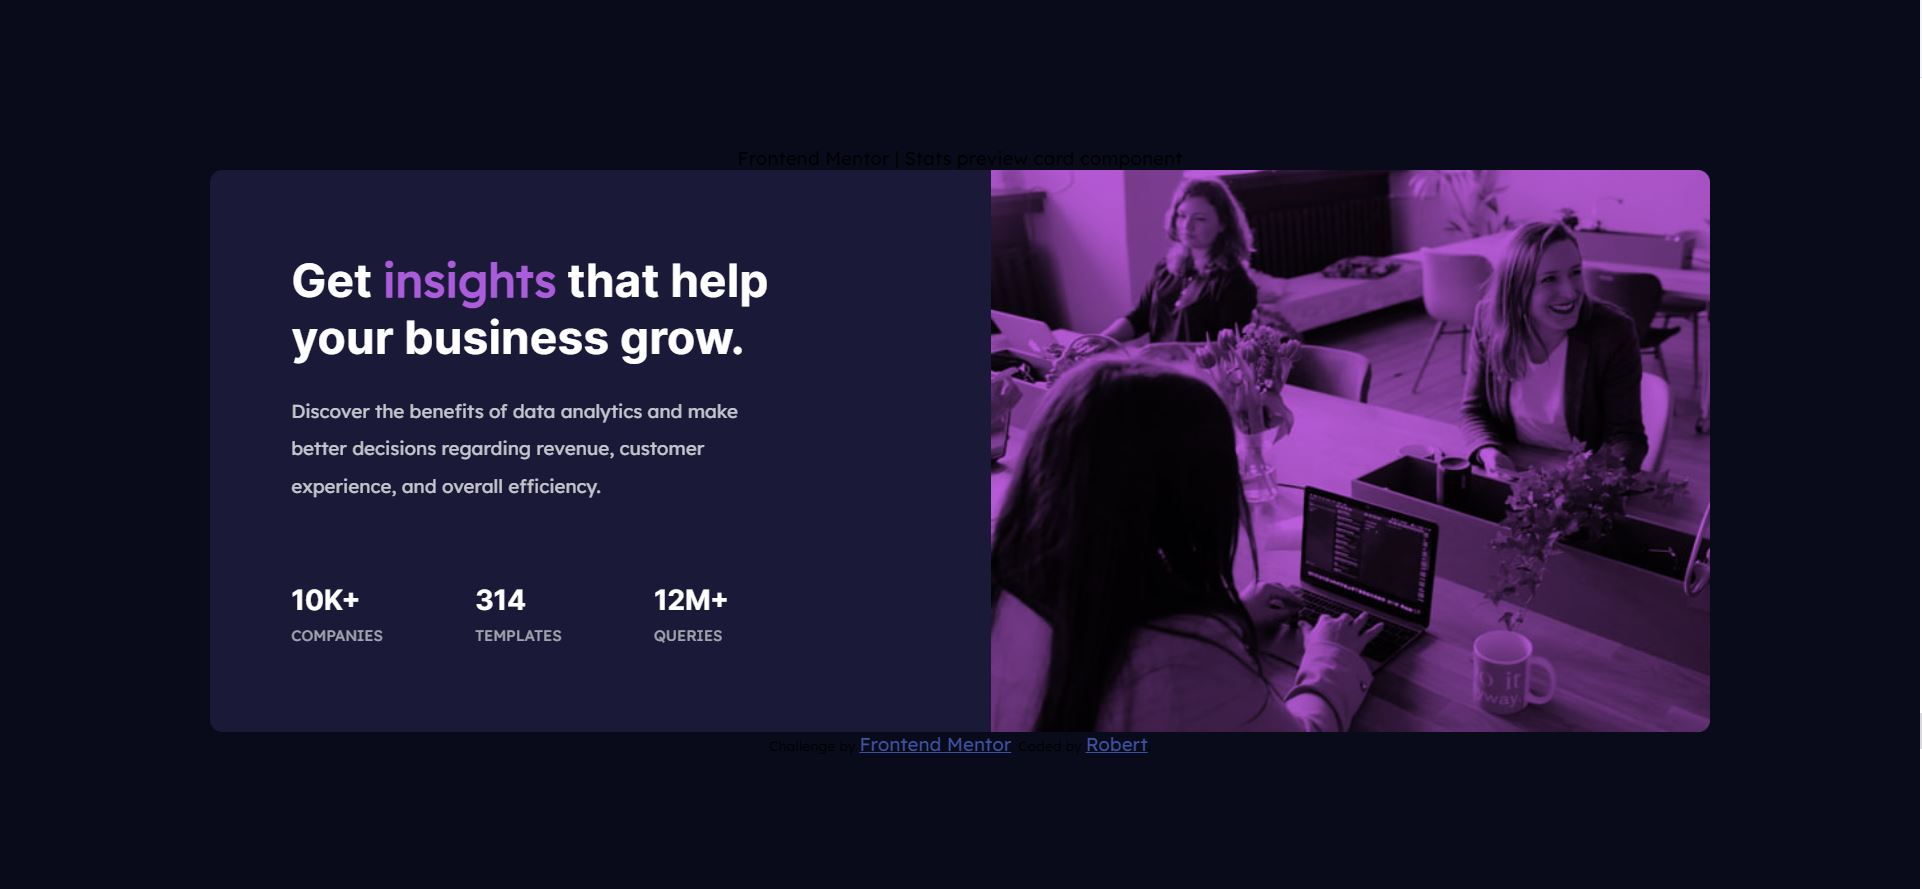 Frontend Mentor | Stats preview card component
Get insights that help
your business grow.
Discover the benefits of data analytics and make
better decisions regarding revenue, customer
experience, and overall efficiency.
10K+ 314 12M+
COMPANIES TEMPLATES QUERIES
Challenge by Frontend Mentor Coded by Robert